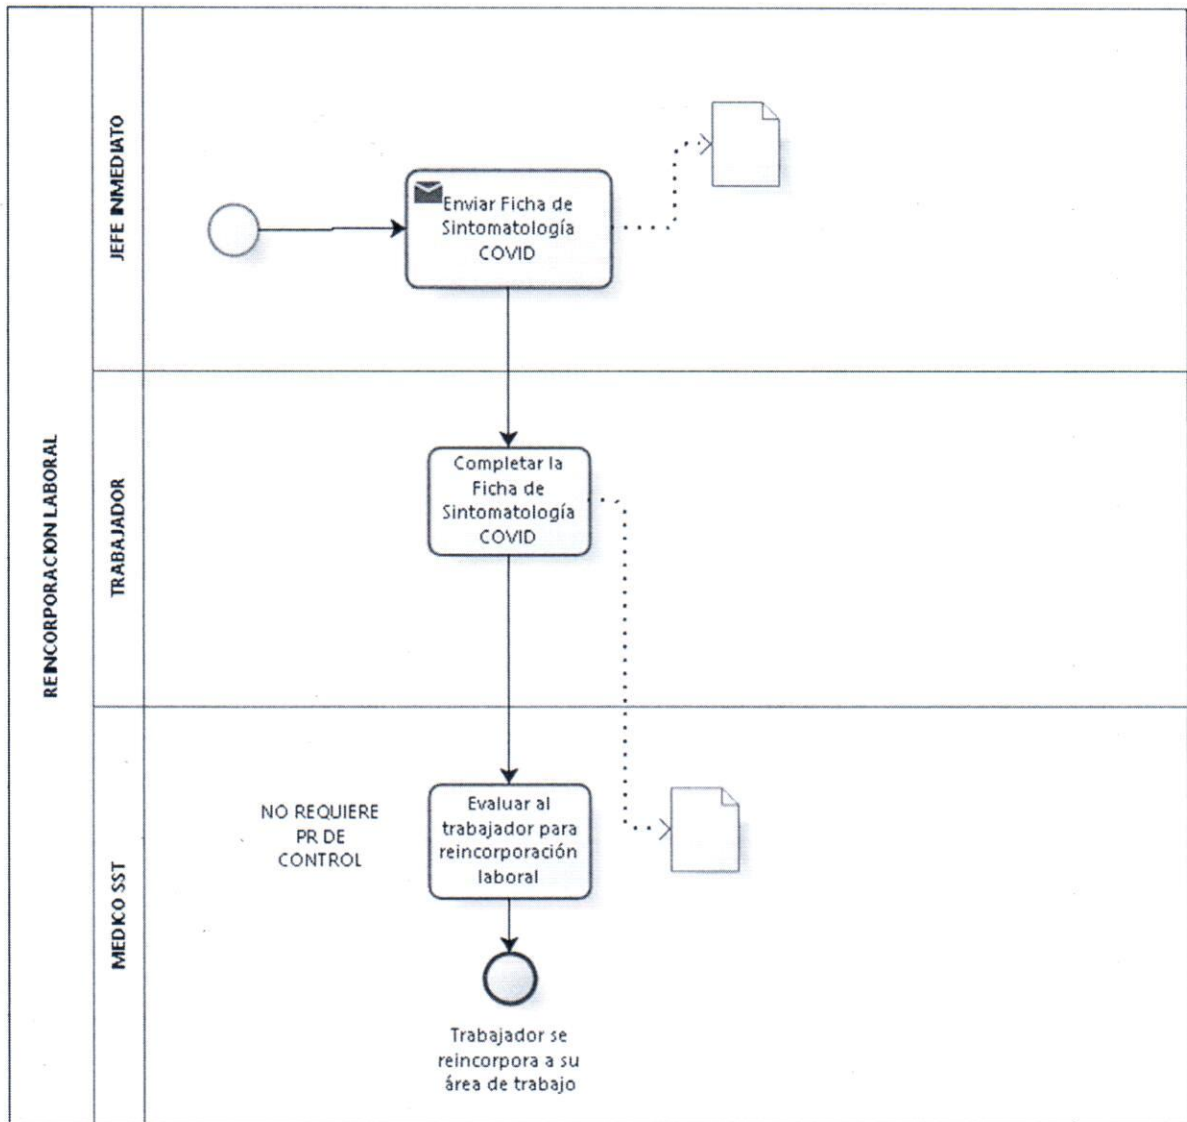 REINCORPORACION LABORAL
JEFE INMEDIATO
Enviar Ficha de
Sintomatología
COVID
TRABAJADOR
Completar la
Ficha de
Sintomatología
COVID
MEDICO SST
NO REQUIERE
PR DE
CONTROL
Evaluar al
trabajador para
reincorporación
laboral
Trabajador se
reincorpora a su
área de trabajo